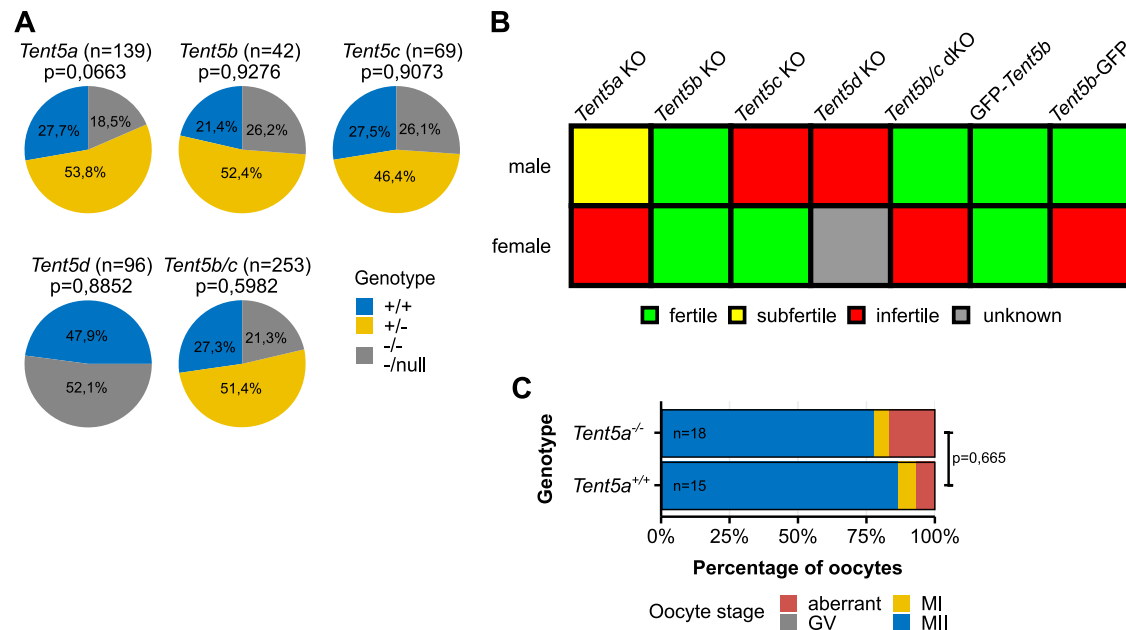 A
Tent5a (n=139)
p=0,0663
27,7%
18,5%
53,8%
Tent5b (n=42)
p=0,9276
21,4%
26,2%
52,4%
Tent5c (n=69)
p=0,9073
27,5%
26,1%
46,4%
Tent5d (n=96)
p=0,8852
47,9%
52,1%
Tent5b/c (n=253)
p=0,5982
27,3%
21,3%
51,4%
Genotype
+/+
+/-
-/-
-/null
B
Tent5a KO
Tent5b KO
Tent5c KO
Tent5d KO
Tent5b/c dKO
GFP-Tent5b
Tent5b-GFP
male
female
fertile
subfertile
infertile
unknown
C
Genotype
Tent5a-/-
n=18
Tent5a+/+
n=15
p=0,665
0% 25% 50% 75% 100%
Percentage of oocytes
Oocyte stage
aberrant
MI
GV
MII